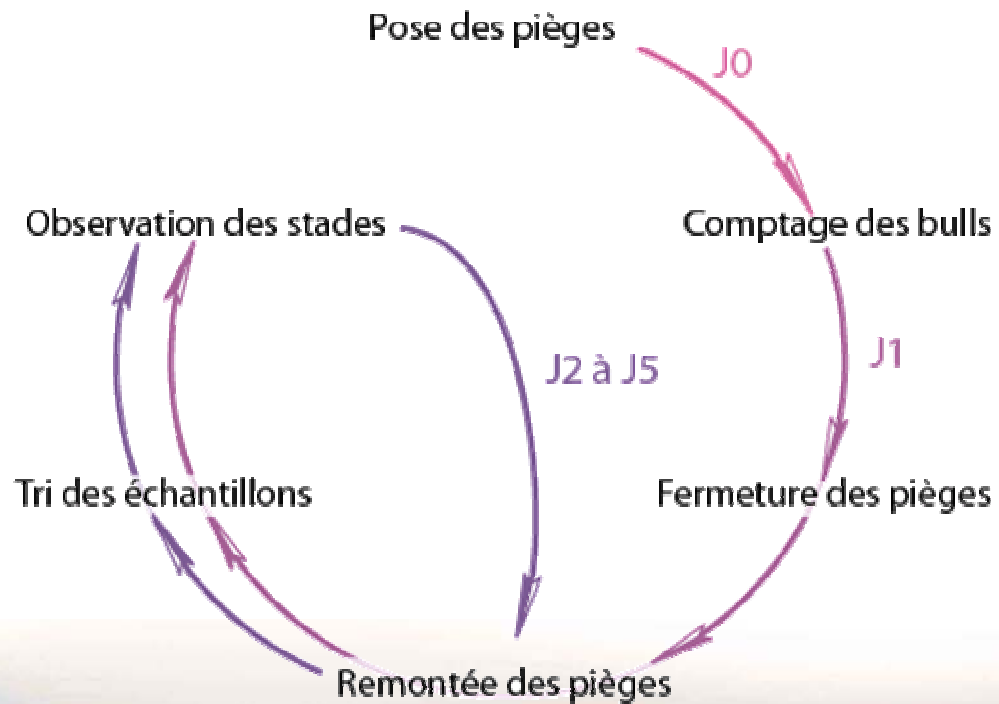 Pose des pièges
J0
Observation des stades
Comptage des bulls
J1
J2 à J5
Tri des échantillons
Fermeture des pièges
Remontée des pièges